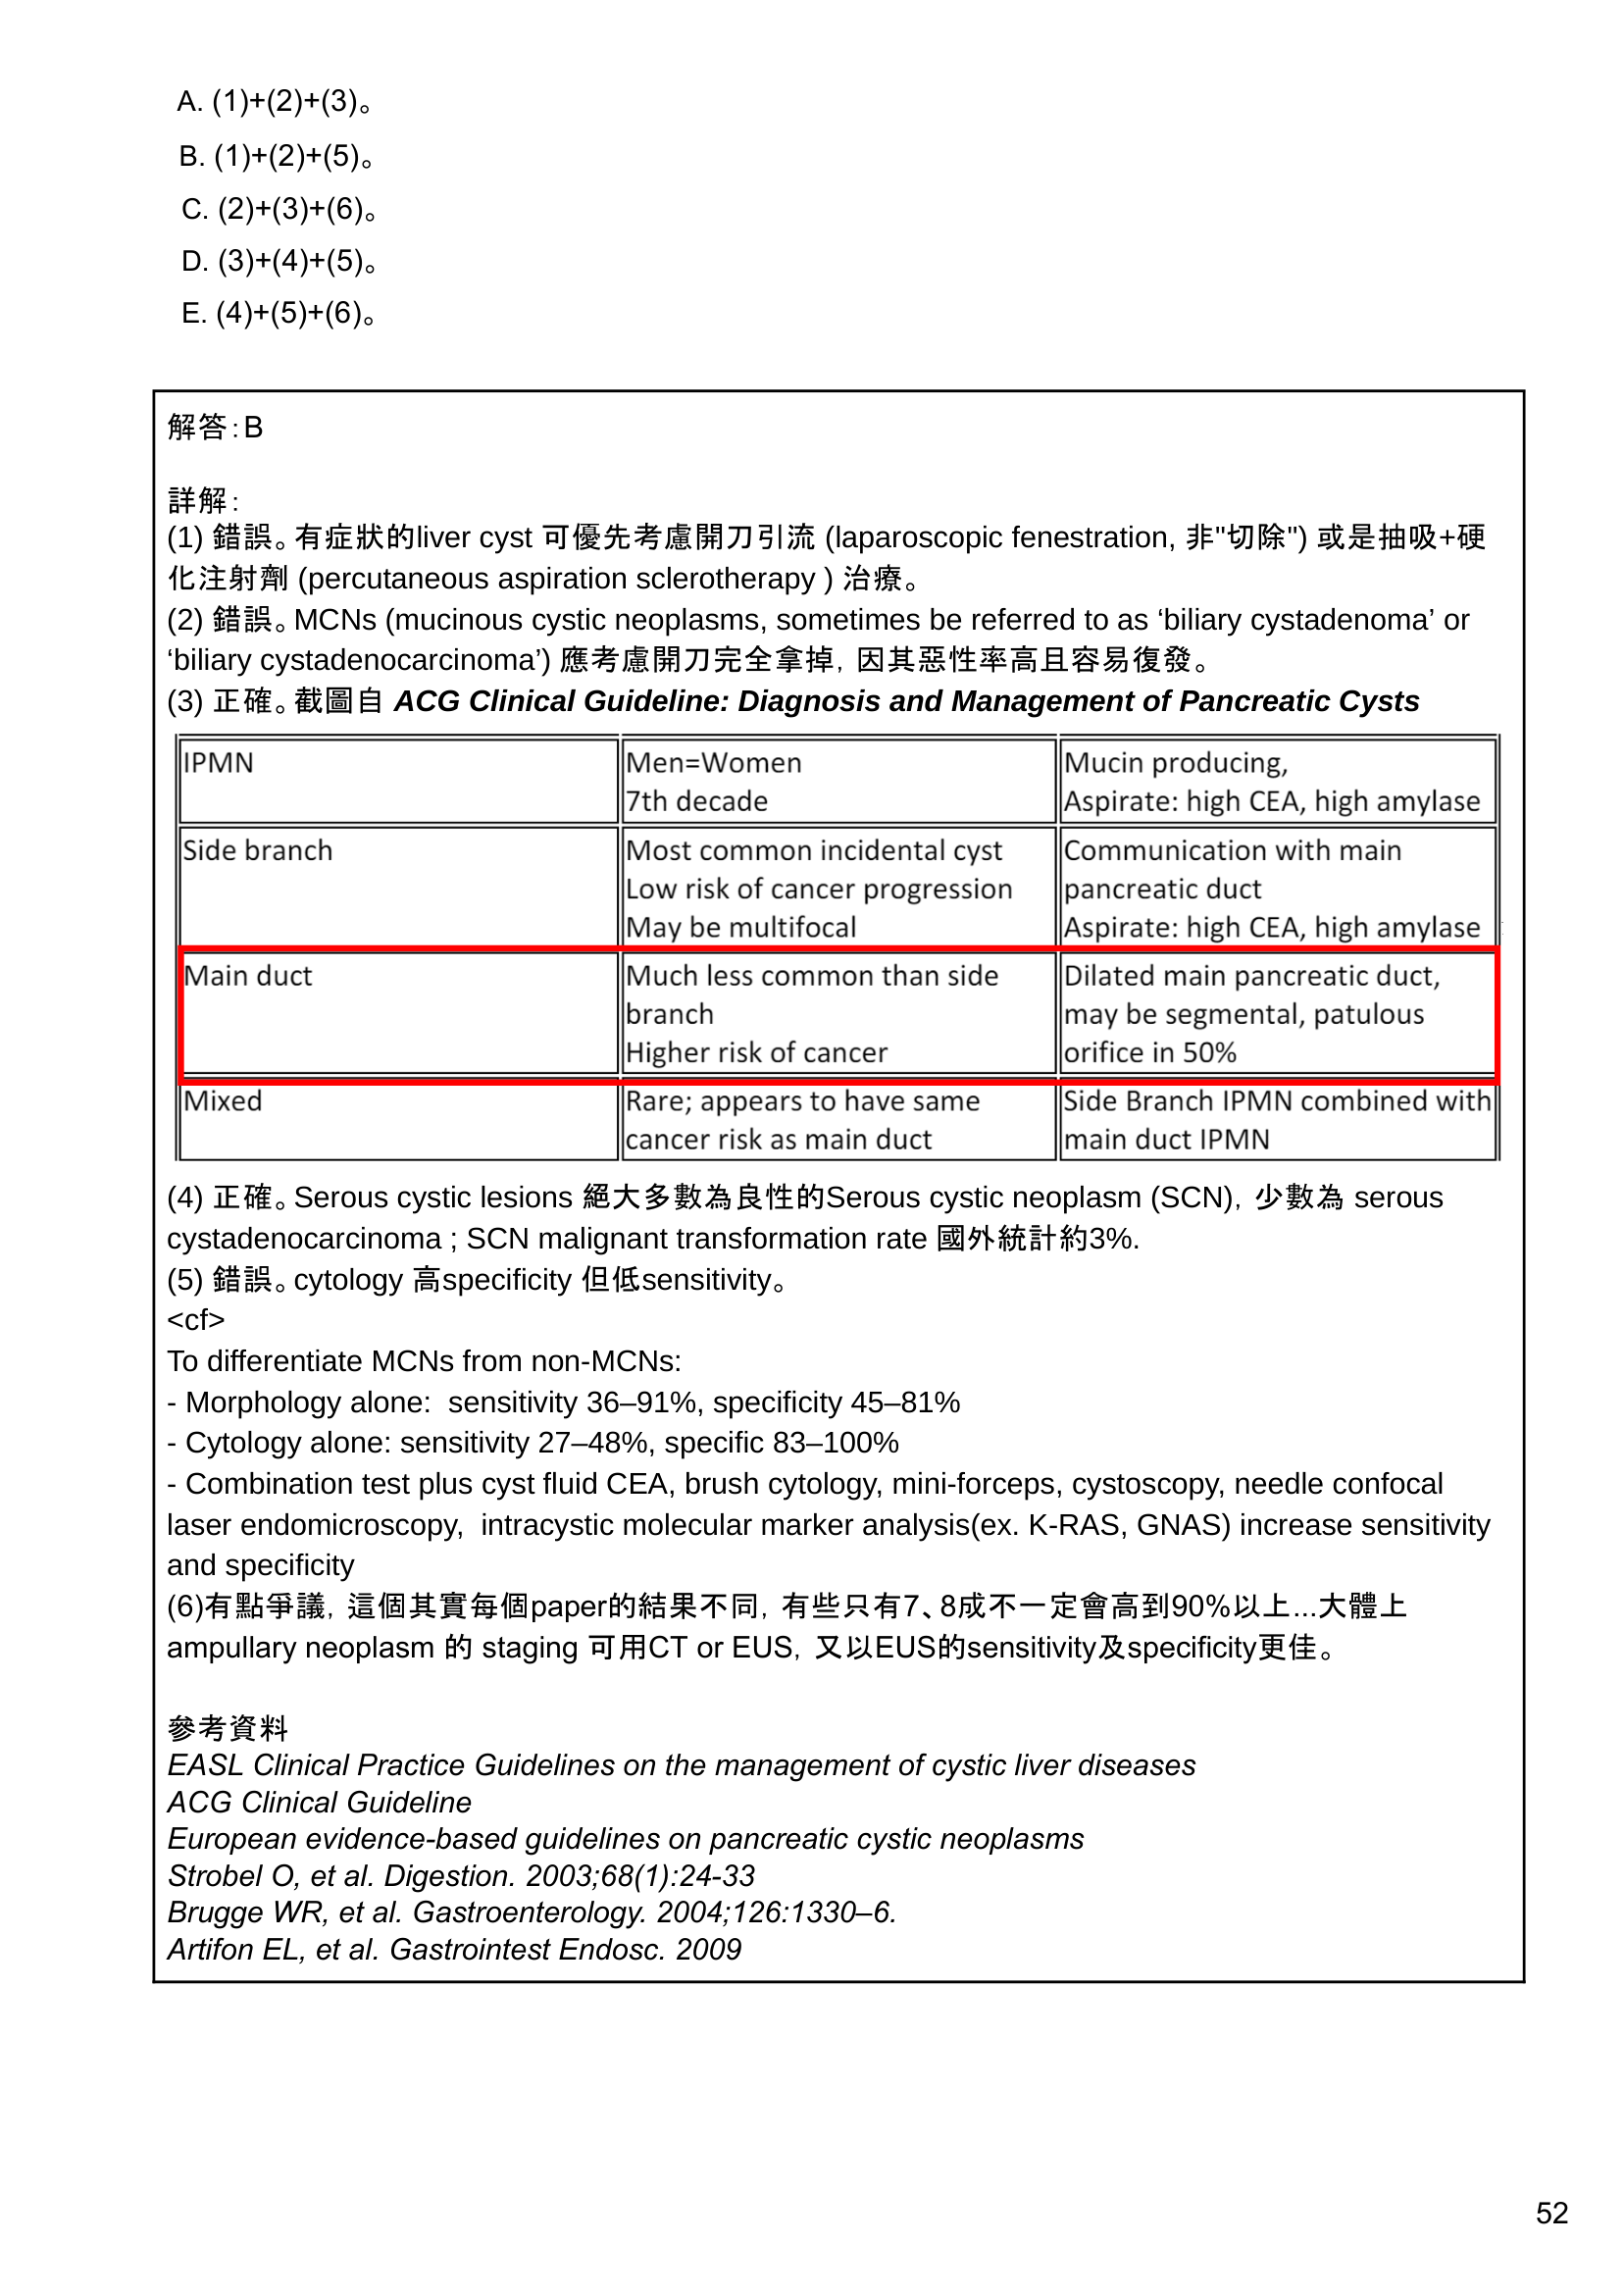 A. (1)+(2)+(3)。
B. (1)+(2)+(5)。
C. (2)+(3)+(6)。
D. (3)+(4)+(5)。
E. (4)+(5)+(6)。
解答：B
詳解：
(1) 錯誤。有症狀的liver cyst 可優先考慮開刀引流 (laparoscopic fenestration, 非"切除") 或是抽吸+硬
化注射劑 (percutaneous aspiration sclerotherapy ) 治療。
(2) 錯誤。MCNs (mucinous cystic neoplasms, sometimes be referred to as ‘biliary cystadenoma’ or
‘biliary cystadenocarcinoma’) 應考慮開刀完全拿掉，因其惡性率高且容易復發。
(3) 正確。截圖自 ACG Clinical Guideline: Diagnosis and Management of Pancreatic Cysts
IPMN
Men=Women
7th decade
Mucin producing,
Aspirate: high CEA, high amylase
Side branch
Most common incidental cyst
Low risk of cancer progression
May be multifocal
Communication with main
pancreatic duct
Aspirate: high CEA, high amylase
Main duct
Much less common than side
branch
Higher risk of cancer
Dilated main pancreatic duct,
may be segmental, patulous
orifice in 50%
Mixed
Rare; appears to have same
cancer risk as main duct
Side Branch IPMN combined with
main duct IPMN
(4) 正確。Serous cystic lesions 絕大多數為良性的Serous cystic neoplasm (SCN)，少數為 serous
cystadenocarcinoma ; SCN malignant transformation rate 國外統計約3%.
(5) 錯誤。cytology 高specificity 但低sensitivity。
<cf>
To differentiate MCNs from non-MCNs:
- Morphology alone:  sensitivity 36–91%, specificity 45–81%
- Cytology alone: sensitivity 27–48%, specific 83–100%
- Combination test plus cyst fluid CEA, brush cytology, mini-forceps, cystoscopy, needle confocal
laser endomicroscopy,  intracystic molecular marker analysis(ex. K-RAS, GNAS) increase sensitivity
and specificity
(6)有點爭議，這個其實每個paper的結果不同，有些只有7、8成不一定會高到90%以上...大體上
ampullary neoplasm 的 staging 可用CT or EUS，又以EUS的sensitivity及specificity更佳。
參考資料
EASL Clinical Practice Guidelines on the management of cystic liver diseases
ACG Clinical Guideline
European evidence-based guidelines on pancreatic cystic neoplasms
Strobel O, et al. Digestion. 2003;68(1):24-33
Brugge WR, et al. Gastroenterology. 2004;126:1330–6.
Artifon EL, et al. Gastrointest Endosc. 2009
52